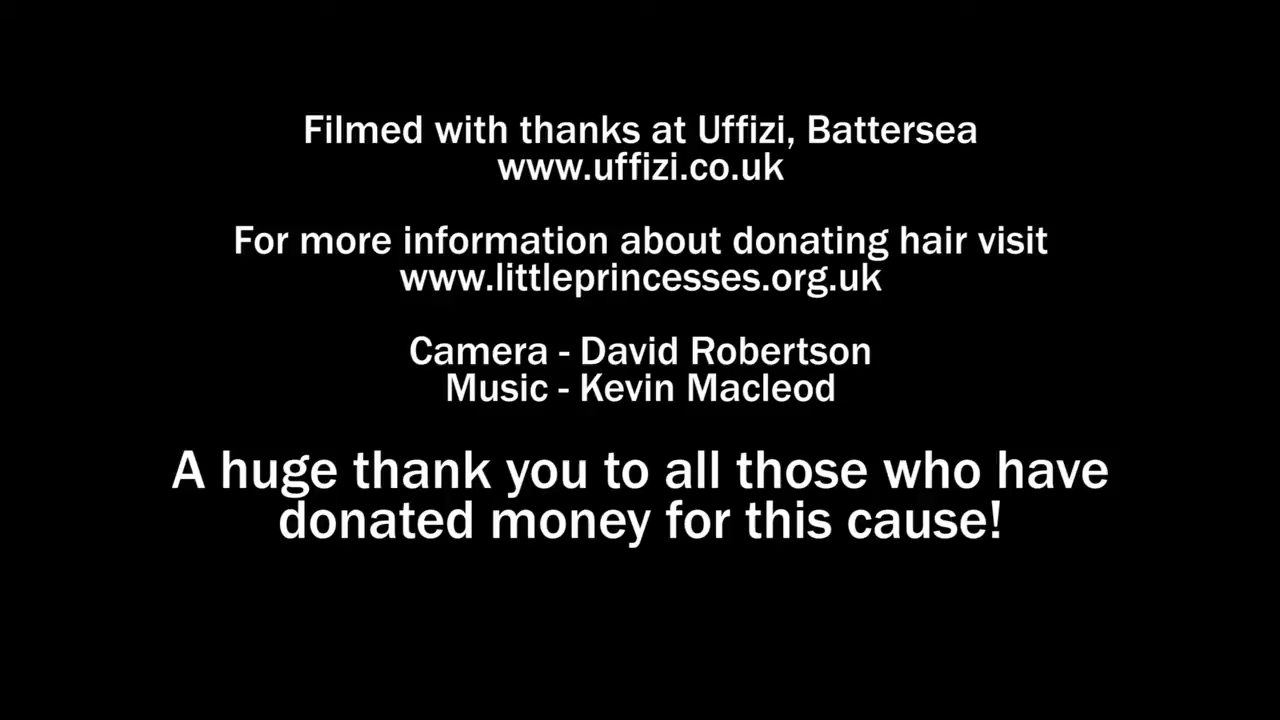 Filmed with thanks at Uffizi, Battersea
www.uffizi.co.uk
For more information about donating hair visit
www.littleprincesses.org.uk
Camera - David Robertson
Music - Kevin Macleod
A huge thank you to all those who have
donated money for this cause!